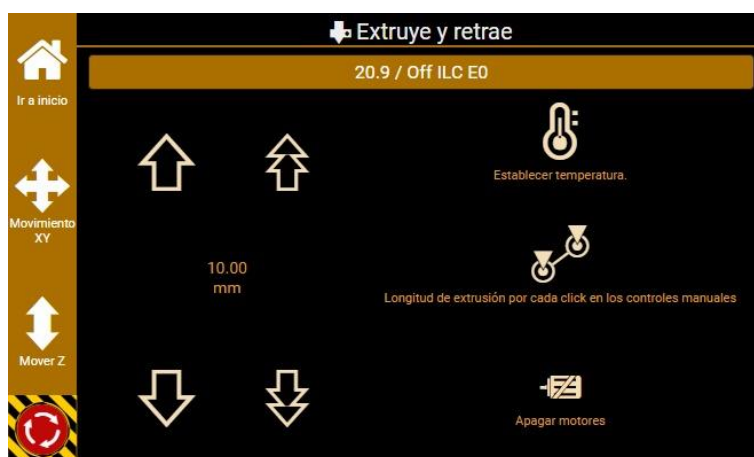 Extruye y retrae
20.9 / Off ILC E0
Ir a inicio
Movimiento
XY
Mover Z
10.00
mm
Establecer temperatura.
Longitud de extrusión por cada click en los controles manuales
Apagar motores